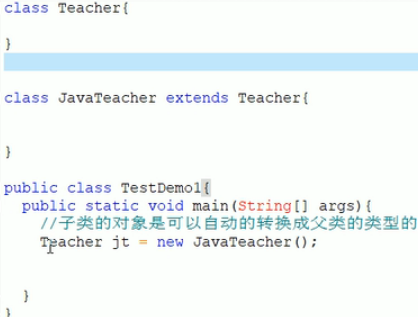 class Teacher{
}
class JavaTeacher extends Teacher{
}
public class TestDemo1{
public static void main(String[] args){
//子类的对象是可以自动的转换成父类的类型的
Teacher jt = new JavaTeacher();
}
}